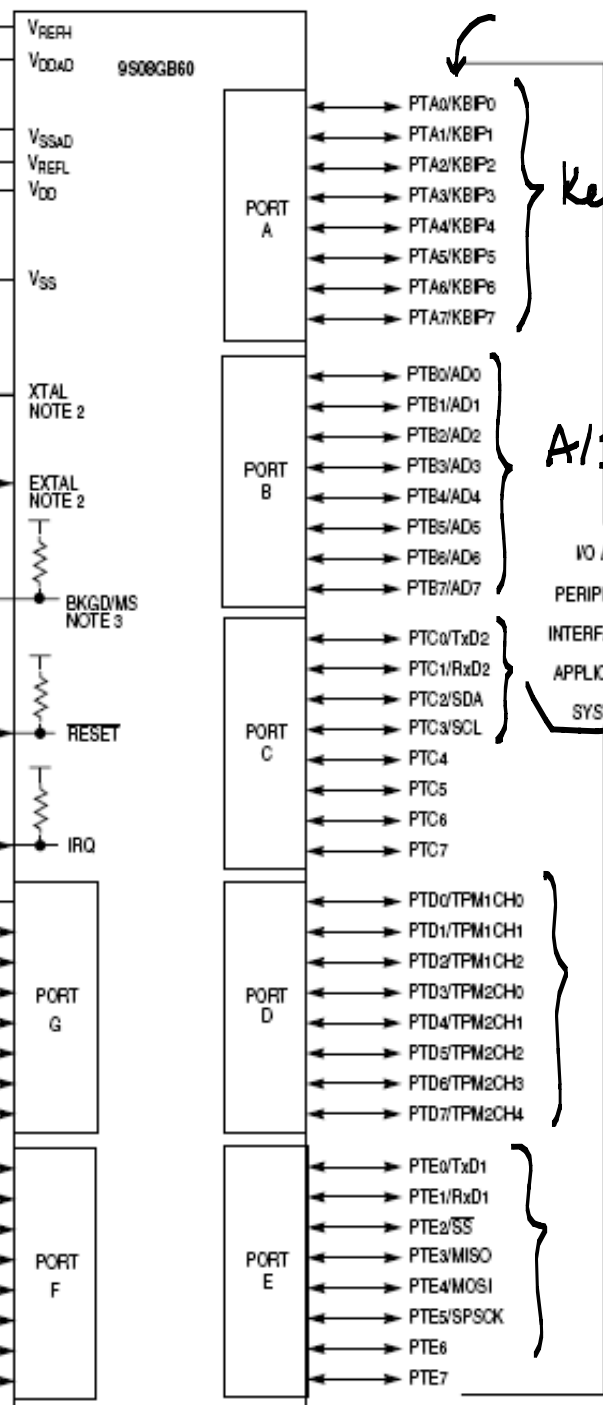 VREFH
VDDAD
9S08GB60
VSSAD
VREFL
VDD
VSS
XTAL
NOTE 2
EXTAL
NOTE 2
BKGD/MS
NOTE 3
RESET
IRQ
PORT
G
PORT
F
PORT
A
PTA0/KBIP0
PTA1/KBIP1
PTA2/KBIP2
PTA3/KBIP3
PTA4/KBIP4
PTA5/KBIP5
PTA6/KBIP6
PTA7/KBIP7
Ke
PORT
B
PTB0/AD0
PTB1/AD1
PTB2/AD2
PTB3/AD3
PTB4/AD4
PTB5/AD5
PTB6/AD6
PTB7/AD7
A/
I/O
PERIP
INTERF
APPLIC
SYS
PORT
C
PTC0/TxD2
PTC1/RxD2
PTC2/SDA
PTC3/SCL
PTC4
PTC5
PTC6
PTC7
PORT
D
PTD0/TPM1CH0
PTD1/TPM1CH1
PTD2/TPM1CH2
PTD3/TPM2CH0
PTD4/TPM2CH1
PTD5/TPM2CH2
PTD6/TPM2CH3
PTD7/TPM2CH4
PORT
E
PTE0/TxD1
PTE1/RxD1
PTE2/SS
PTE3/MISO
PTE4/MOSI
PTE5/SPSCK
PTE6
PTE7